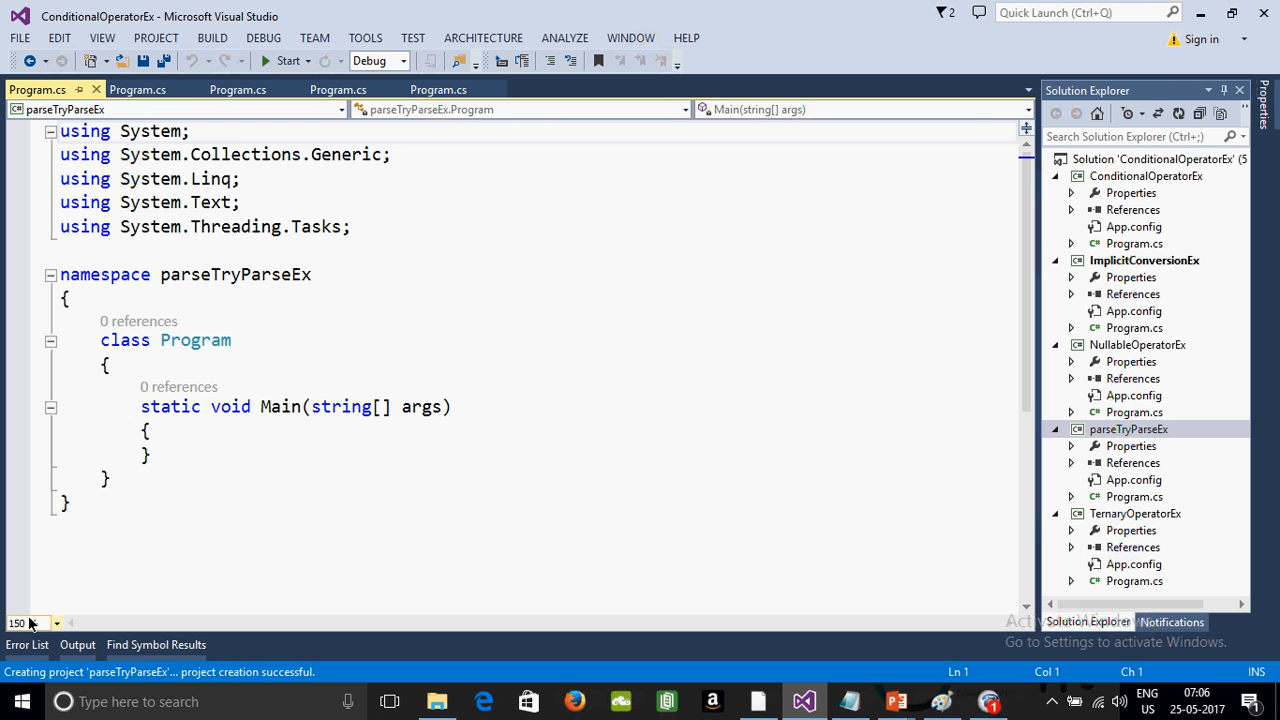 ConditionalOperatorEx - Microsoft Visual Studio
2
Quick Launch (Ctrl+Q)
FILE EDIT VIEW PROJECT BUILD DEBUG TEAM TOOLS TEST ARCHITECTURE ANALYZE WINDOW HELP
Sign in
Start
Debug
Program.cs Program.cs Program.cs Program.cs Program.cs
parseTryParseEx parseTryParseEx.Program Main(string[] args)
using System;
using System.Collections.Generic;
using System.Linq;
using System.Text;
using System.Threading.Tasks;
namespace parseTryParseEx
{
0 references
class Program
{
0 references
static void Main(string[] args)
{
}
}
}
150
Solution Explorer
Search Solution Explorer (Ctrl+;)
Solution 'ConditionalOperatorEx' (5
ConditionalOperatorEx
Properties
References
App.config
Program.cs
ImplicitConversionEx
Properties
References
App.config
Program.cs
NullableOperatorEx
Properties
References
App.config
Program.cs
parseTryParseEx
Properties
References
App.config
Program.cs
TernaryOperatorEx
Properties
References
App.config
Program.cs
Solution Explorer Notifications
Properties
Activate Windows
Go to Settings to activate Windows.
Error List Output Find Symbol Results
Creating project 'parseTryParseEx'... project creation successful.
Ln 1 Col 1 Ch 1 INS
Type here to search
ENG
US
07:06
25-05-2017
1